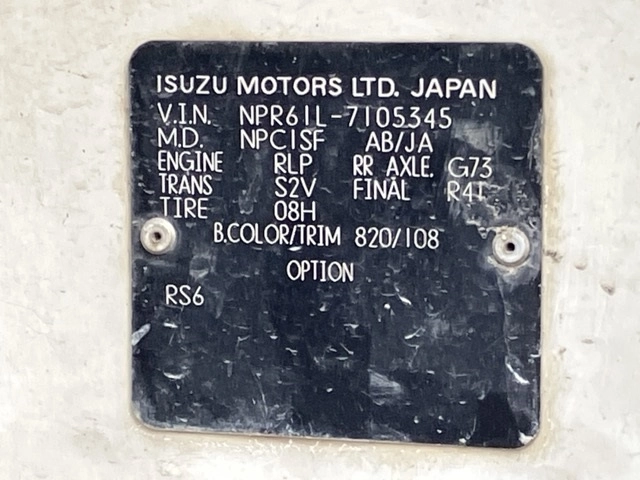 ISUZU MOTORS LTD. JAPAN
V.I.N. NPR61L-7105345
M.D. NPC1SF AB/JA
ENGINE RLP RR AXLE. G73
TRANS S2V FINAL R41
TIRE 08H
B.COLOR/TRIM 820/108
OPTION
RS6